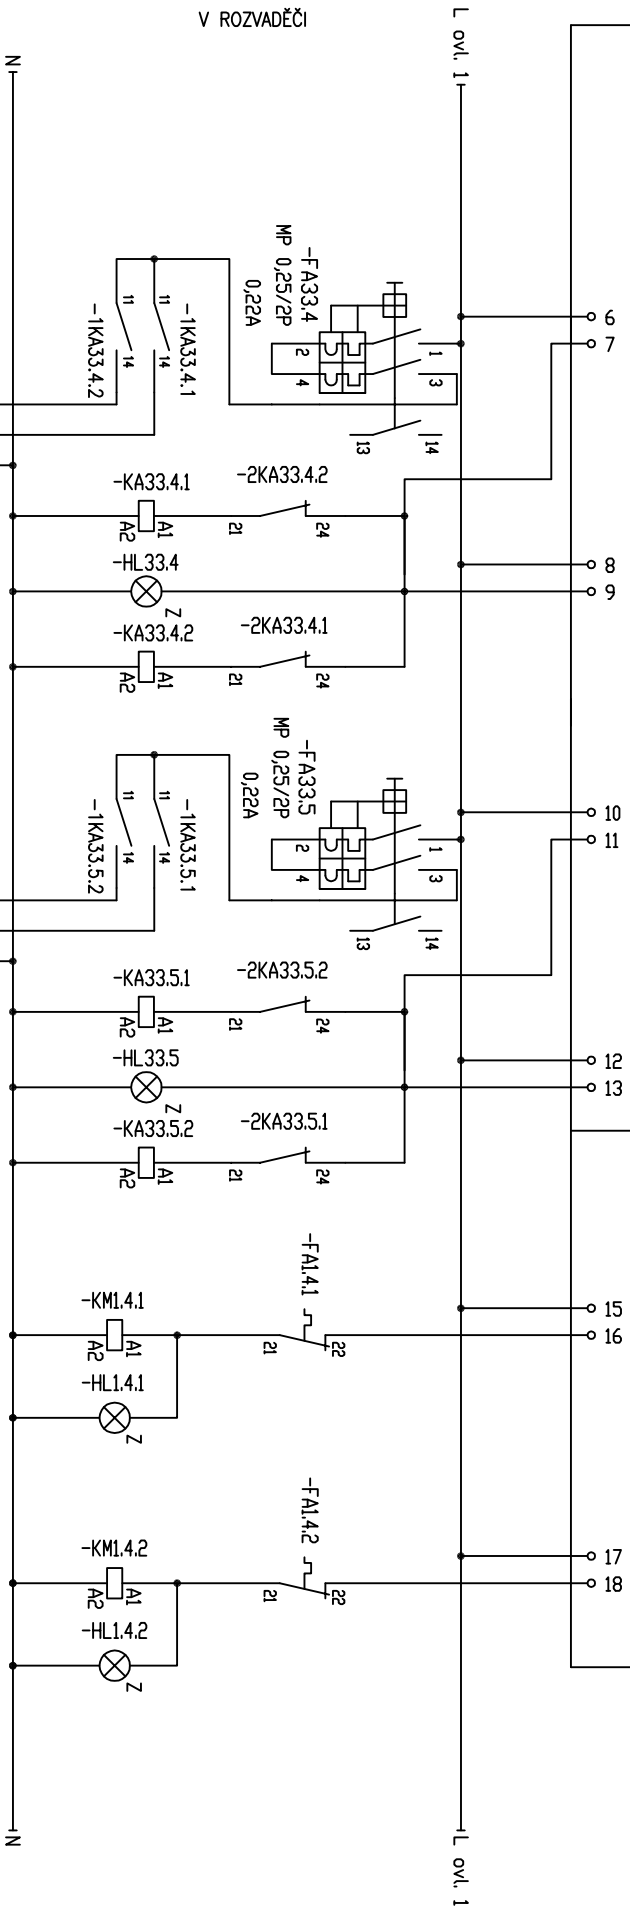 V ROZVADĚČI
L ovl. 1
N
-FA33.4
MP 0,25/2P
0,22A
6
7
1
2
3
4
11
14
-1KA33.4.1
11
14
-1KA33.4.2
13
14
-KA33.4.1
-2KA33.4.2
A1
A2
21
24
-HL33.4
Z
8
9
-KA33.4.2
-2KA33.4.1
A1
A2
21
24
-FA33.5
MP 0,25/2P
0,22A
10
11
1
2
3
4
11
14
-1KA33.5.1
11
14
-1KA33.5.2
13
14
-KA33.5.1
-2KA33.5.2
A1
A2
21
24
-HL33.5
Z
12
13
-KA33.5.2
-2KA33.5.1
A1
A2
21
24
-FA1.4.1
-KM1.4.1
A1
A2
21
22
15
16
-HL1.4.1
Z
-FA1.4.2
-KM1.4.2
A1
A2
21
22
17
18
-HL1.4.2
Z
N
L ovl. 1